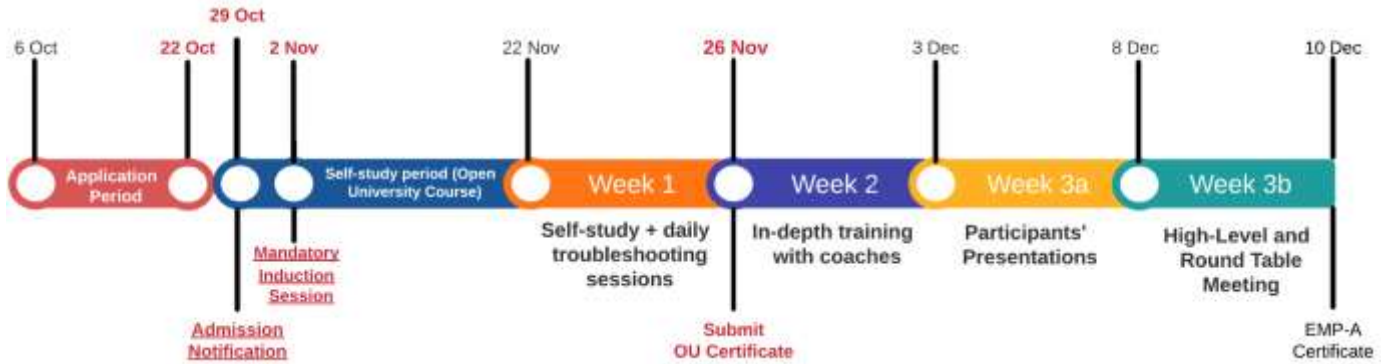 29 Oct
6 Oct
22 Oct
2 Nov
22 Nov
26 Nov
3 Dec
8 Dec
10 Dec
Application
Period
Self-study period (Open
University Course)
Week 1
Week 2
Week 3a
Week 3b
Self-study + daily
troubleshooting
sessions
In-depth training
with coaches
Participants'
Presentations
High-Level and
Round Table
Meeting
Mandatory
Induction
Session
Admission
Notification
Submit
OU Certificate
EMP-A
Certificate